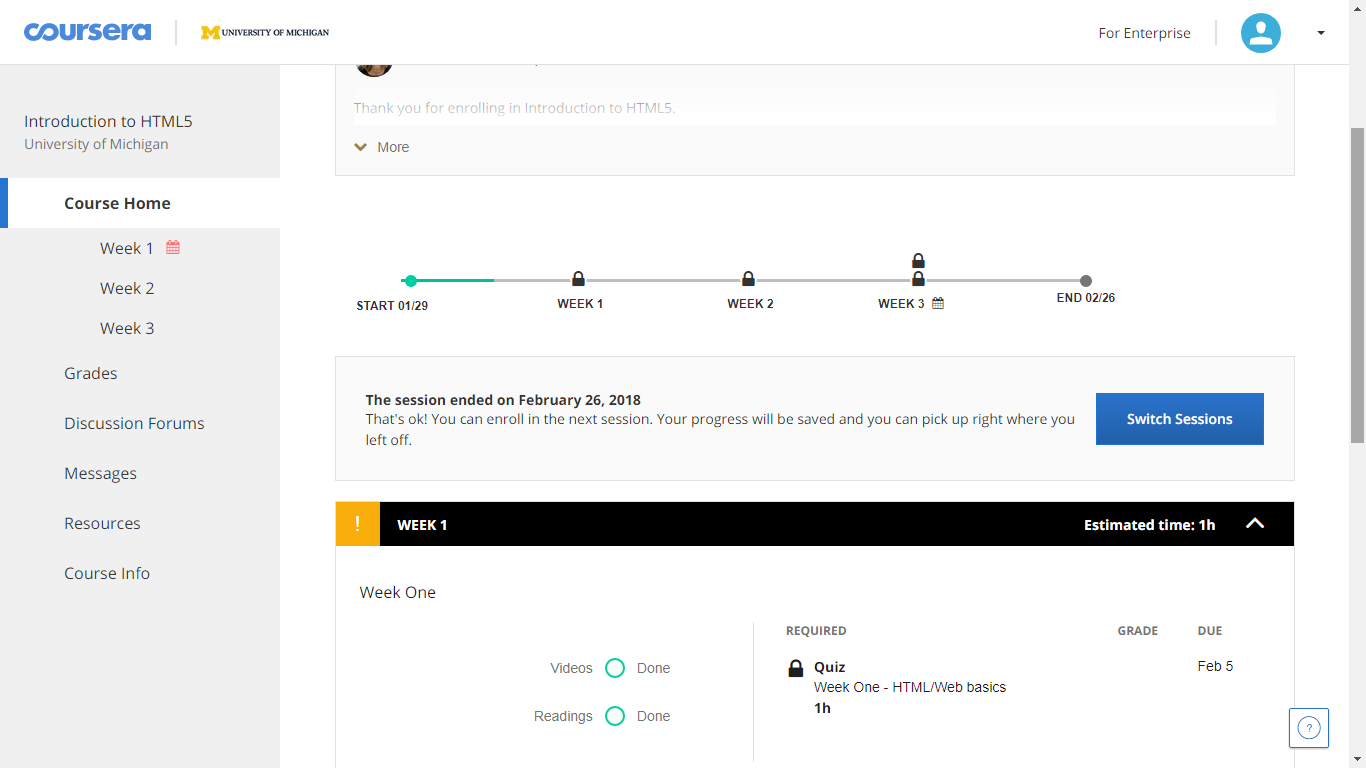 coursera
M UNIVERSITY OF MICHIGAN
For Enterprise
Introduction to HTML5
University of Michigan
Course Home
Week 1
Week 2
Week 3
Grades
Discussion Forums
Messages
Resources
Course Info
Thank you for enrolling in Introduction to HTML5.
More
START 01/29
WEEK 1
WEEK 2
WEEK 3
END 02/26
The session ended on February 26, 2018
That's ok! You can enroll in the next session. Your progress will be saved and you can pick up right where you
left off.
Switch Sessions
! WEEK 1 Estimated time: 1h
Week One
Videos Done
Readings Done
REQUIRED GRADE DUE
Quiz Feb 5
Week One - HTML/Web basics
1h
?